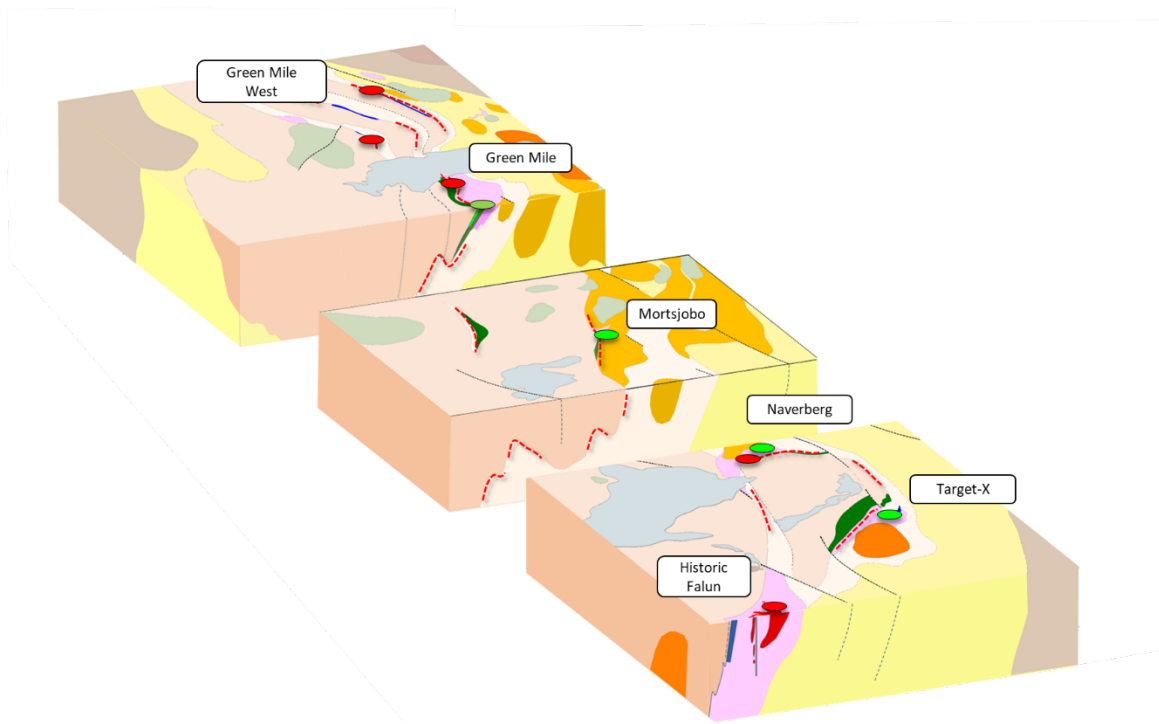 Green Mile
West
Green Mile
Mortsjobo
Naverberg
Target-X
Historic
Falun